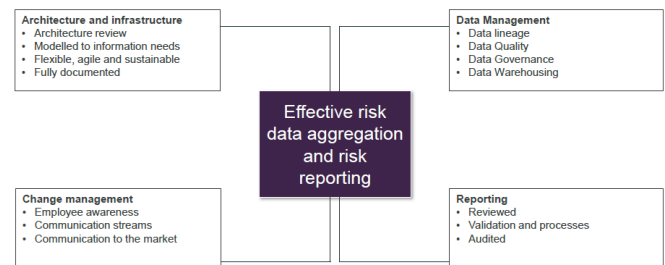 Architecture and infrastructure
• Architecture review
• Modelled to information needs
• Flexible, agile and sustainable
• Fully documented
Data Management
• Data lineage
• Data Quality
• Data Governance
• Data Warehousing
Effective risk
data aggregation
and risk
reporting
Change management
• Employee awareness
• Communication streams
• Communication to the market
Reporting
• Reviewed
• Validation and processes
• Audited